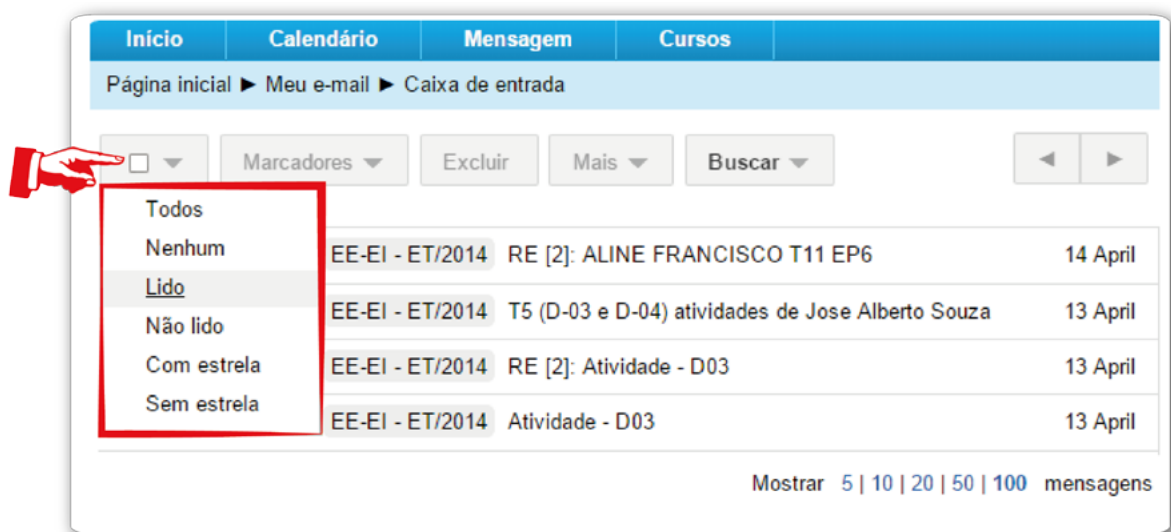 Início Calendário Mensagem Cursos
Página inicial ► Meu e-mail ► Caixa de entrada
Marcadores Excluir Mais Buscar
Todos
Nenhum
Lido
Não lido
Com estrela
Sem estrela
EE-EI - ET/2014 RE [2]: ALINE FRANCISCO T11 EP6 14 April
EE-EI - ET/2014 T5 (D-03 e D-04) atividades de Jose Alberto Souza 13 April
EE-EI - ET/2014 RE [2]: Atividade - D03 13 April
EE-EI - ET/2014 Atividade - D03 13 April
Mostrar 5 | 10 | 20 | 50 | 100 mensagens